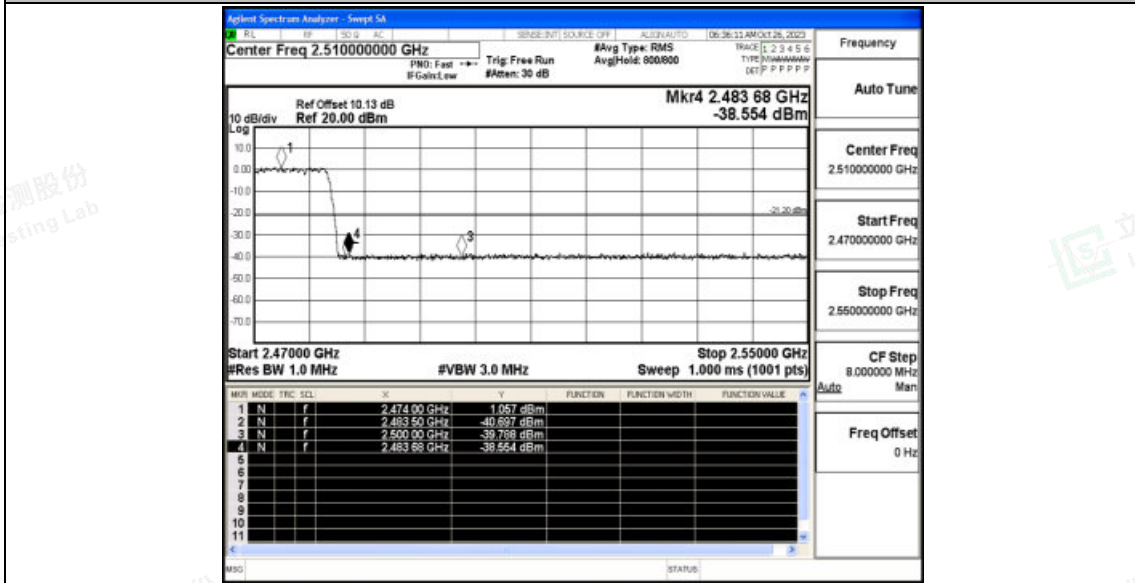 Agilent Spectrum Analyzer - Swept SA
RL RF 50 Ω AC SENSE:INT SOURCE OFF ALIGNAUTO 06:36:11 AM Oct 26, 2023
Center Freq 2.510000000 GHz
PNO: Fast
IFGain:Low
Trig: Free Run
#Atten: 30 dB
#Avg Type: RMS
Avg|Hold: 800/800
TRACE 1 2 3 4 5 6
TYPE
DET P P P P P P
Frequency
Mkr4 2.483 68 GHz
-38.554 dBm
Ref Offset 10.13 dB
10 dB/div Ref 20.00 dBm
Log
10.0
0.00
-10.0
-20.0
-30.0
-40.0
-50.0
-60.0
-70.0
1
4
3
-21.20 dBm
Start 2.47000 GHz Stop 2.55000 GHz
#Res BW 1.0 MHz #VBW 3.0 MHz Sweep 1.000 ms (1001 pts)
MKR MODE TRC SCL X Y FUNCTION FUNCTION WIDTH FUNCTION VALUE
1 N f 2.474 00 GHz 1.057 dBm
2 N f 2.483 50 GHz -40.697 dBm
3 N f 2.500 00 GHz -39.788 dBm
4 N f 2.483 68 GHz -38.554 dBm
5
6
7
8
9
10
11
MSG STATUS
Auto Tune
Center Freq
2.510000000 GHz
Start Freq
2.470000000 GHz
Stop Freq
2.550000000 GHz
CF Step
8.000000 MHz
Auto Man
Freq Offset
0 Hz
测股份
sting Lab
立